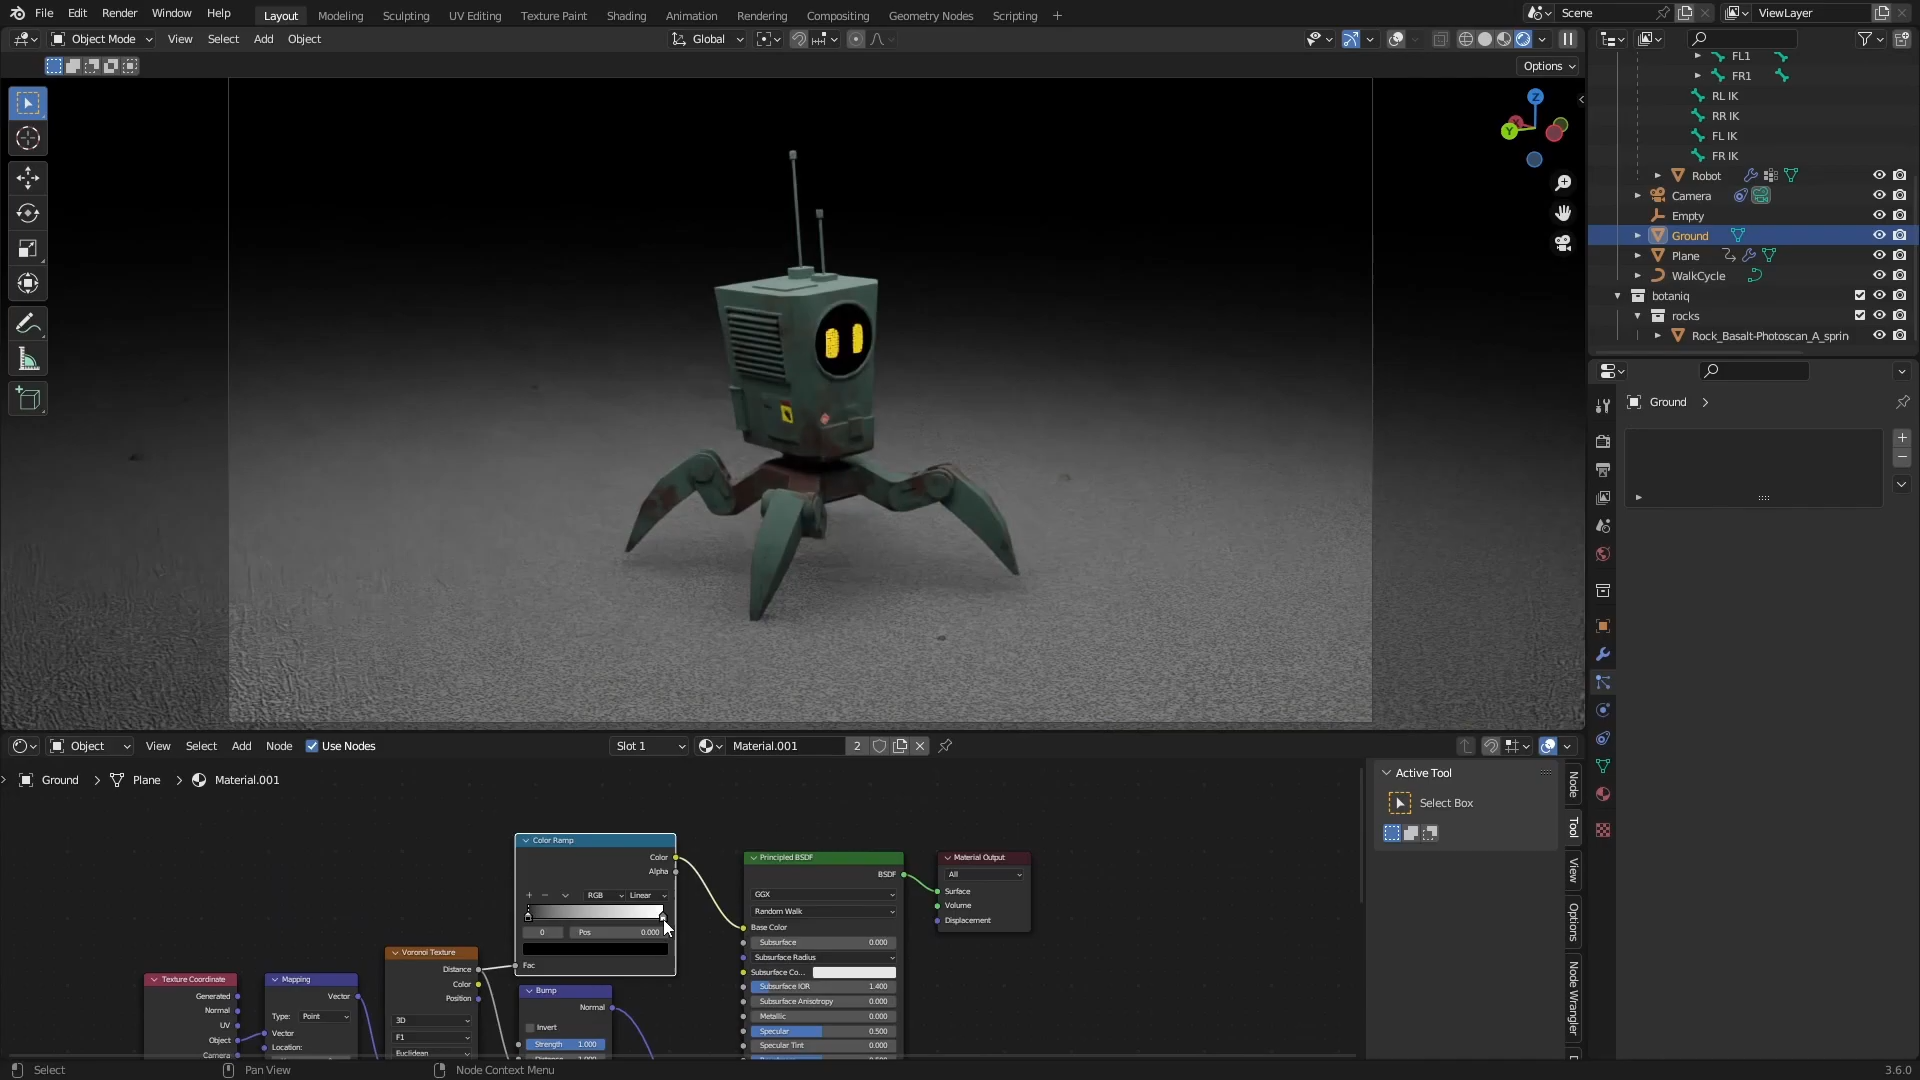 File Edit Render Window Help
Layout Modeling Sculpting UV Editing Texture Paint Shading Animation Rendering Compositing Geometry Nodes Scripting +
Scene
ViewLayer
Object Mode View Select Add Object
Global
Options
Z
Y
FL1
FR1
RL IK
RR IK
FL IK
FR IK
Robot
Camera
Empty
Ground
Plane
WalkCycle
botaniq
rocks
Rock_Basalt-Photoscan_A_sprin
Ground
Object View Select Add Node Use Nodes
Slot 1
Material.001
2
Ground > Plane > Material.001
Active Tool
Select Box
Node
Tool
View
Options
Node Wrangler
Color Ramp
Color
Alpha
RGB
Linear
0
Pos 0.000
Fac
Principled BSDF
BSDF
GGX
Random Walk
Base Color
Subsurface 0.000
Subsurface Radius
Subsurface Co...
Subsurface IOR 1.400
Subsurface Anisotropy 0.000
Metallic 0.000
Specular 0.500
Specular Tint 0.000
Material Output
All
Surface
Volume
Displacement
Voronoi Texture
Distance
Color
Position
3D
F1
Euclidean
Bump
Normal
Invert
Strength 1.000
Texture Coordinate
Generated
Normal
UV
Object
Camera
Mapping
Vector
Type: Point
Vector
Location:
Select
Pan View
Node Context Menu
3.6.0